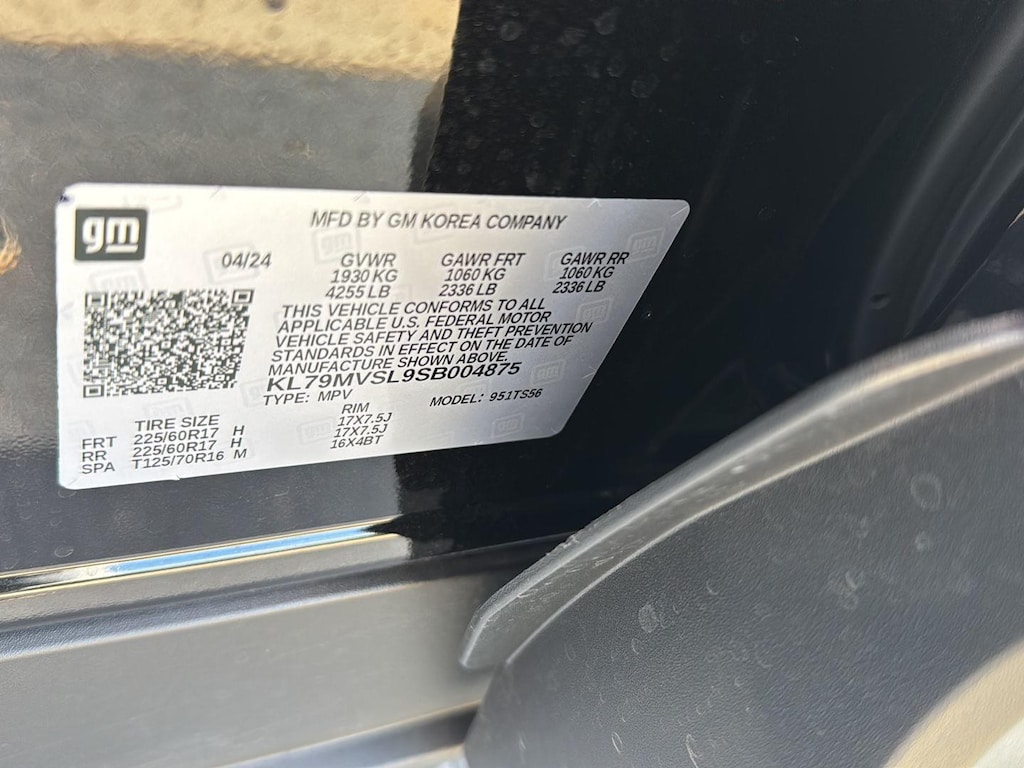 gm
MFD BY GM KOREA COMPANY
04/24 GVWR GAWR FRT GAWR RR
1930 KG 1060 KG 1060 KG
4255 LB 2336 LB 2336 LB
THIS VEHICLE CONFORMS TO ALL
APPLICABLE U.S. FEDERAL MOTOR
VEHICLE SAFETY AND THEFT PREVENTION
STANDARDS IN EFFECT ON THE DATE OF
MANUFACTURE SHOWN ABOVE.
KL79MVSL9SB004875
TYPE: MPV MODEL: 951TS56
TIRE SIZE RIM
FRT 225/60R17 H 17X7.5J
RR 225/60R17 H 17X7.5J
SPA T125/70R16 M 16X4BT